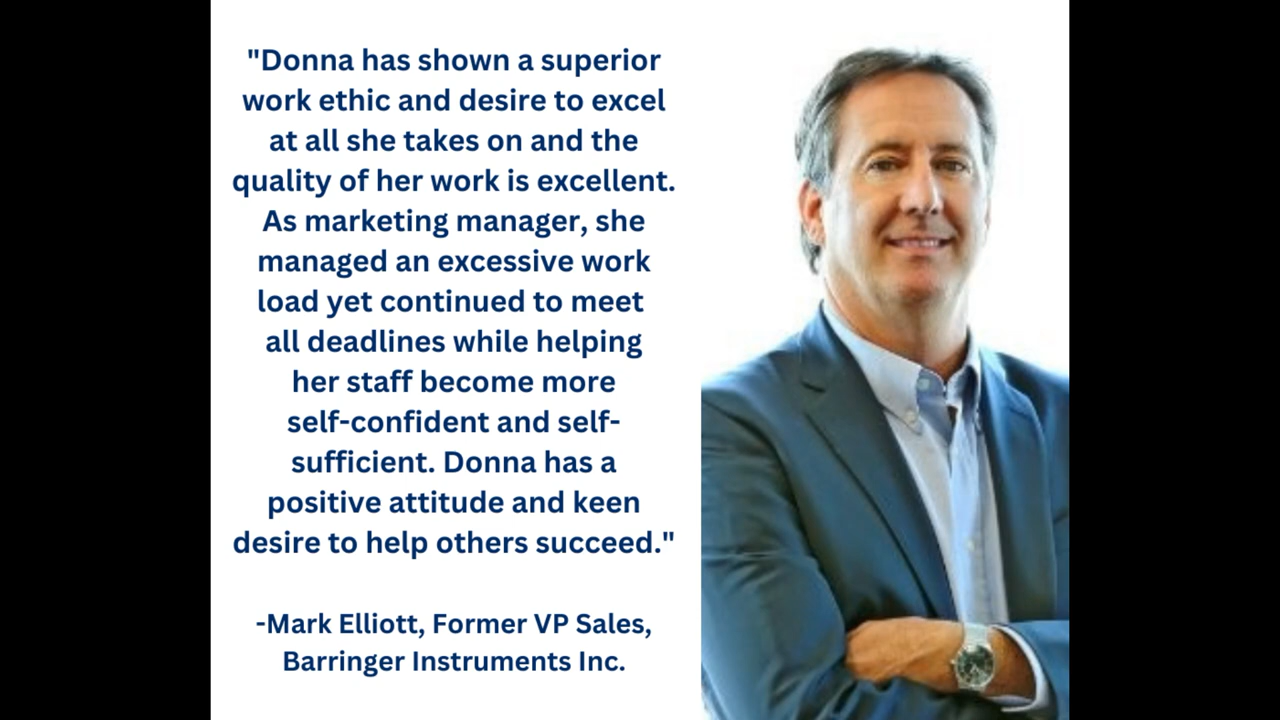 "Donna has shown a superior
work ethic and desire to excel
at all she takes on and the
quality of her work is excellent.
As marketing manager, she
managed an excessive work
load yet continued to meet
all deadlines while helping
her staff become more
self-confident and self-
sufficient. Donna has a
positive attitude and keen
desire to help others succeed."
-Mark Elliott, Former VP Sales,
Barringer Instruments Inc.